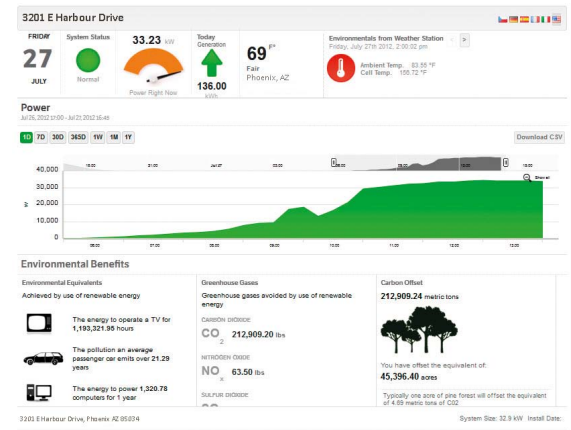 3201 E Harbour Drive
FRIDAY
27
JULY
System Status
Normal
33.23 kW
Power Right Now
Today
Generation
136.00
kWh
69 F°
Fair
Phoenix, AZ
Environmentals from Weather Station
Friday, July 27th 2012, 2:00:02 pm
Ambient Temp. 83.55 °F
Cell Temp. 158.72 °F
Power
1D 7D 30D 365D 1W 1M 1Y
Download CSV
Show all
40,000
30,000
20,000
10,000
0
W
Environmental Benefits
Environmental Equivalents
Achieved by use of renewable energy
The energy to operate a TV for
1,193,321.95 hours
The pollution an average
passenger car emits over 21.29
years
The energy to power 1,320.78
computers for 1 year
Greenhouse Gases
Greenhouse gases avoided by use of renewable
energy
CARBON DIOXIDE
CO2 212,909.20 lbs
NITROGEN OXIDE
NOx 63.50 lbs
SULFUR DIOXIDE
Carbon Offset
212,909.24 metric tons
You have offset the equivalent of:
45,396.40 acres
Typically one acre of pine forest will offset the equivalent
of 4.69 metric tons of CO2
3201 E Harbour Drive, Phoenix AZ 85034
System Size: 32.9 kW Install Date: